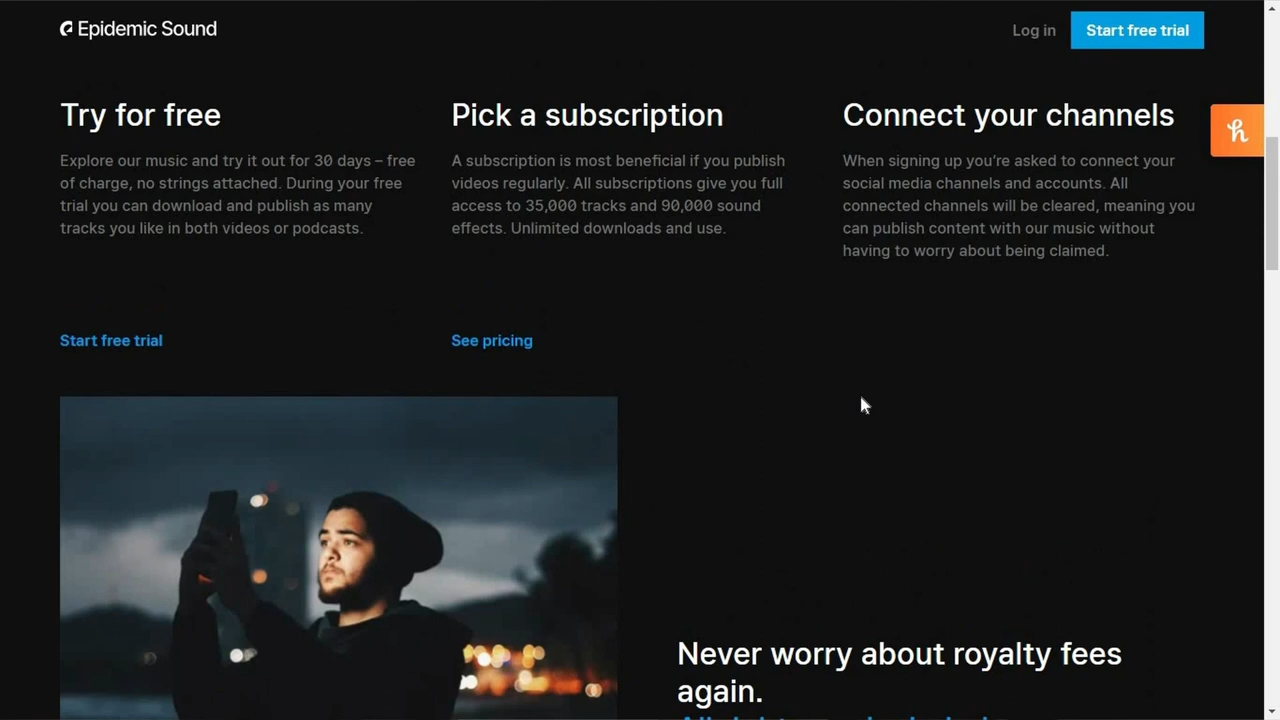 Epidemic Sound
Log in
Start free trial
Try for free
Explore our music and try it out for 30 days – free
of charge, no strings attached. During your free
trial you can download and publish as many
tracks you like in both videos or podcasts.
Start free trial
Pick a subscription
A subscription is most beneficial if you publish
videos regularly. All subscriptions give you full
access to 35,000 tracks and 90,000 sound
effects. Unlimited downloads and use.
See pricing
Connect your channels
When signing up you're asked to connect your
social media channels and accounts. All
connected channels will be cleared, meaning you
can publish content with our music without
having to worry about being claimed.
h
Never worry about royalty fees
again.